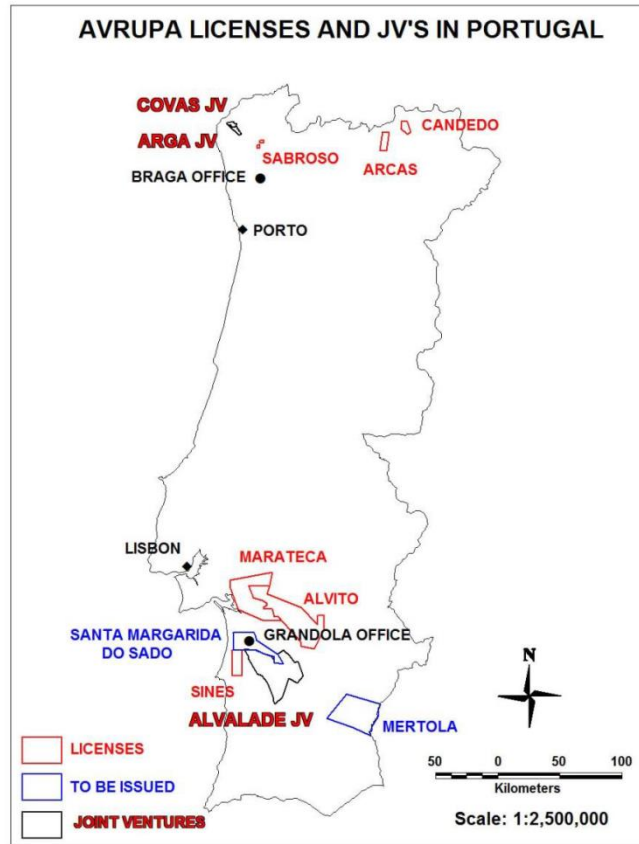 AVRUPA LICENSES AND JV'S IN PORTUGAL
COVAS JV
ARGA JV
CANDEDO
SABROSO
ARCAS
BRAGA OFFICE
PORTO
LISBON
MARATECA
ALVITO
SANTA MARGARIDA
DO SADO
GRANDOLA OFFICE
SINES
ALVALADE JV
MERTOLA
N
LICENSES
TO BE ISSUED
JOINT VENTURES
50 0 50 100
Kilometers
Scale: 1:2,500,000